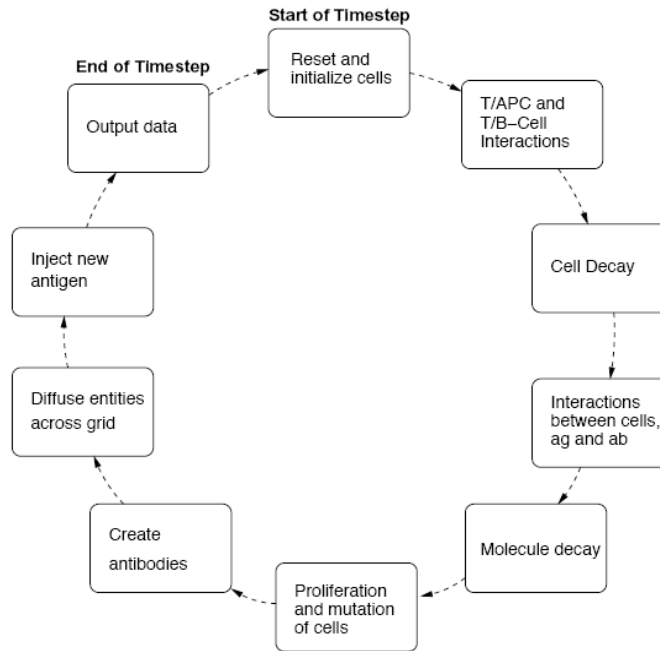 Start of Timestep
Reset and
initialize cells
T/APC and
T/B–Cell
Interactions
Cell Decay
Interactions
between cells,
ag and ab
Molecule decay
Proliferation
and mutation
of cells
Create
antibodies
Diffuse entities
across grid
Inject new
antigen
End of Timestep
Output data